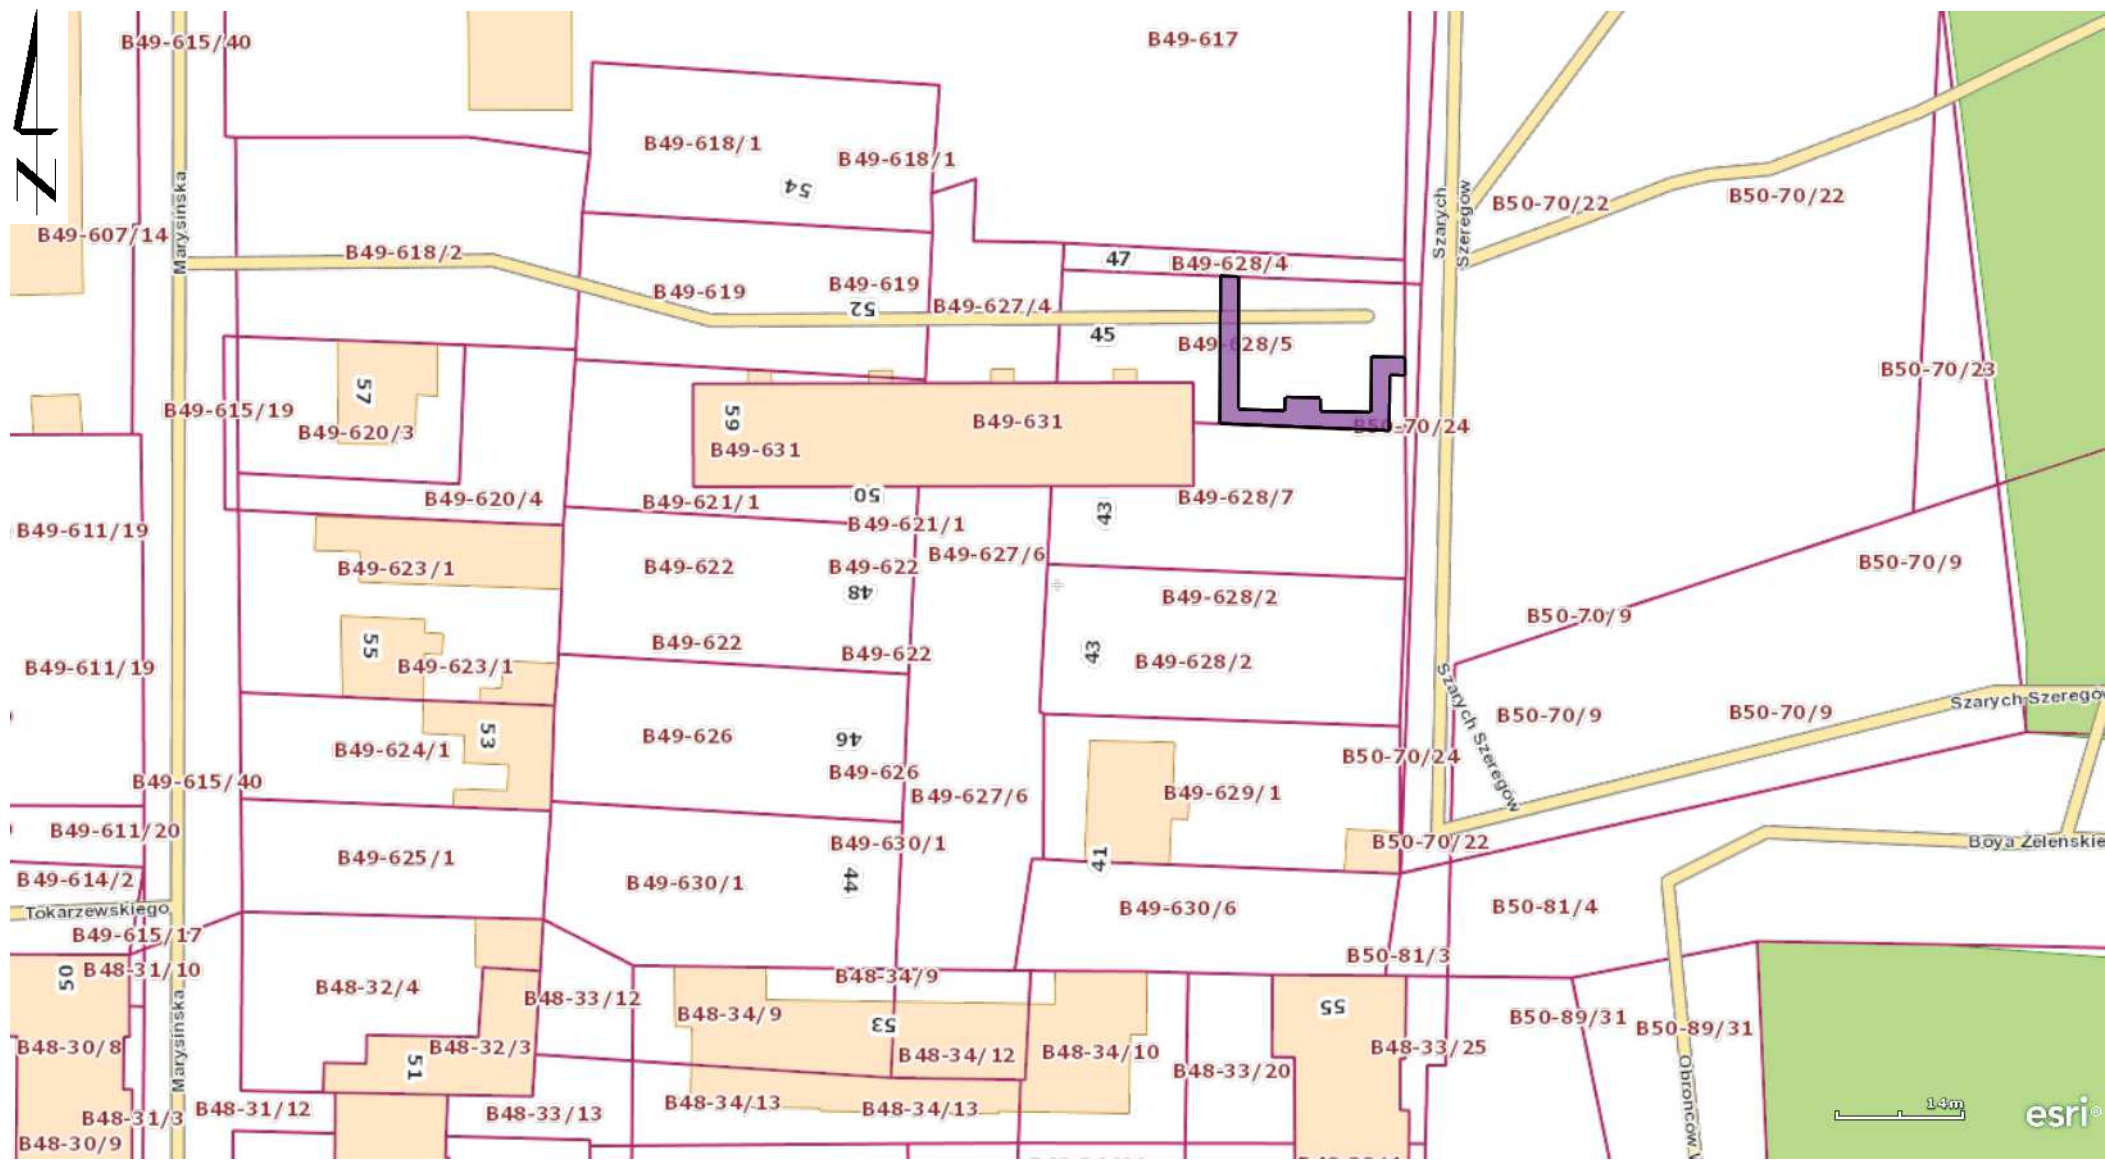 B49-615/40
B49-617
B49-618/1
B49-618/1
54
N
Marysińska
Szarych
Szeregów
B50-70/22
B50-70/22
B49-607/14
B49-618/2
47
B49-628/4
B49-619
B49-619
52
B49-627/4
45
B49-628/5
B50-70/23
57
B49-615/19
B49-620/3
59
B49-631
B49-631
B50-70/24
B49-620/4
B49-621/1
50
B49-628/7
43
B49-611/19
B49-621/1
B49-627/6
B49-623/1
B49-622
B49-622
48
B50-70/9
B49-628/2
B50-70/9
55
B49-622
B49-622
43
B49-628/2
B49-611/19
B49-623/1
Szarych Szeregów
Szarych Szeregów
B50-70/9
B50-70/9
53
B49-624/1
B49-626
46
B49-626
B50-70/24
B49-615/40
B49-627/6
B49-629/1
B49-611/20
B49-625/1
B49-630/1
41
B50-70/22
Boya Żeleńskie
B49-614/2
B49-630/1
44
Tokarzewskiego
B49-630/6
B50-81/4
B49-615/17
50
B48-31/10
B48-32/4
B48-33/12
B48-34/9
B50-81/3
B48-34/9
53
55
B50-89/31
B50-89/31
Marysińska
B48-30/8
51
B48-32/3
B48-34/12
B48-34/10
B48-33/20
B48-33/25
Obrońców
B48-31/3
B48-31/12
B48-33/13
B48-34/13
B48-34/13
14m
esri
B48-30/9